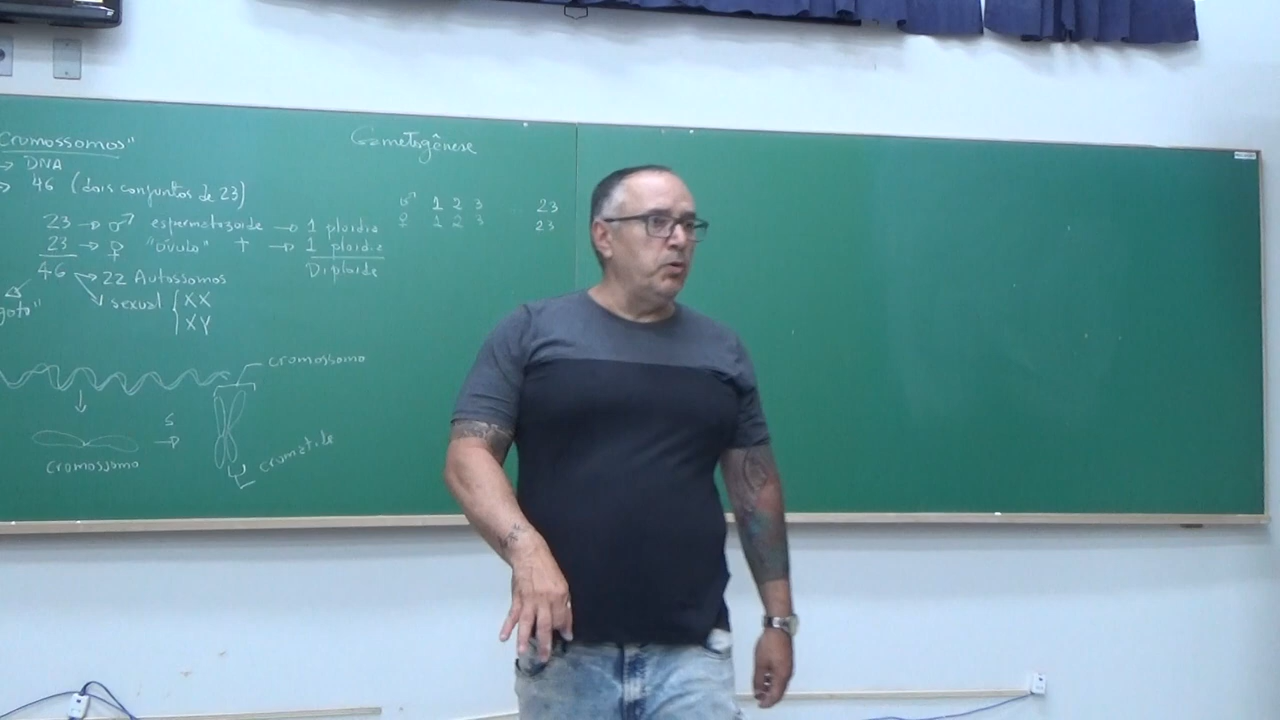 Cromossomos"
→ DNA
→ 46 (dois conjuntos de 23)
23 → ♂ espermatozoide → 1 ploidia
23 → ♀ "óvulo" + → 1 ploidia
46 → 22 Autossomos
Diploide
goto"
sexual { XX
XY
cromossomo
S
cromossomo
cromatide
Gametogênese
♂ 1 2 3 ... 23
♀ 1 2 3 23